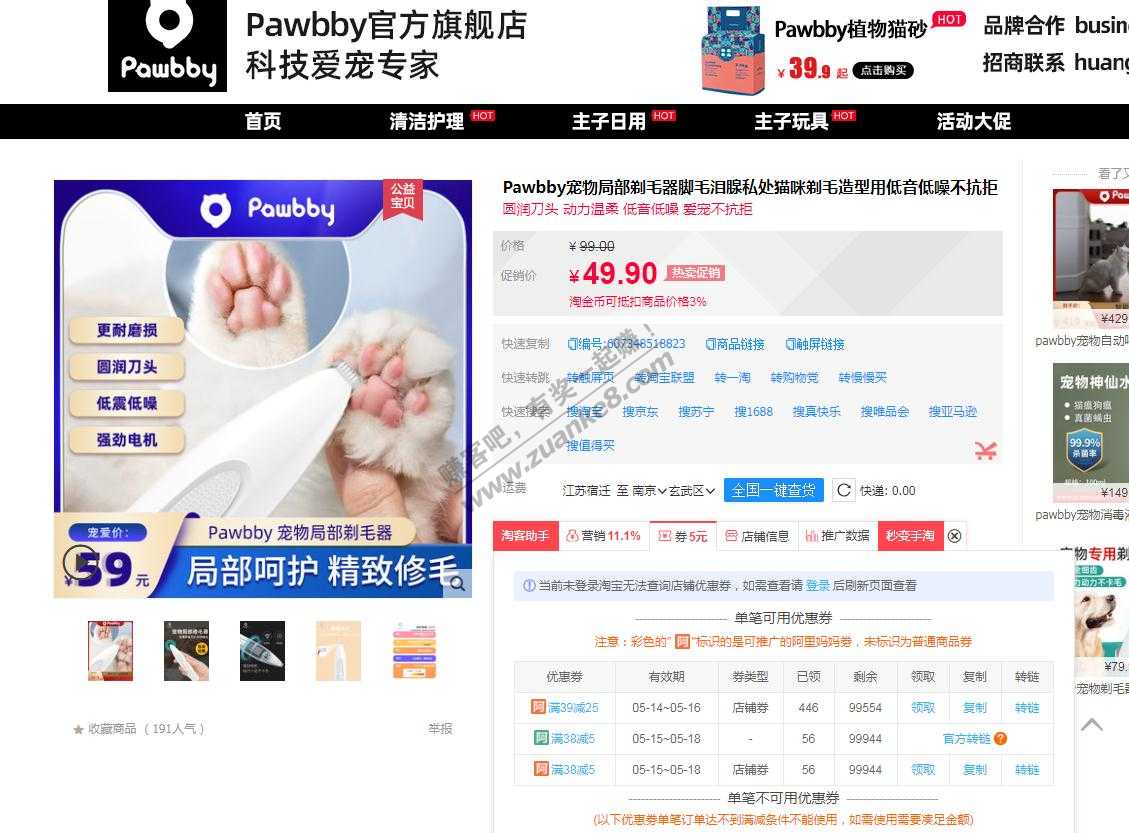 Pawbby
Pawbby官方旗舰店
科技爱宠专家
Pawbby植物猫砂 HOT
¥39.9 起 点击购买
品牌合作 busin
招商联系 huang
首页 清洁护理 HOT 主子日用 HOT 主子玩具 HOT 活动大促
公益
宝贝
Pawbby
更耐磨损
圆润刀头
低震低噪
强劲电机
宠爱价：
¥59元
Pawbby 宠物局部剃毛器
局部呵护 精致修毛
★ 收藏商品 （191人气） 举报
Pawbby宠物局部剃毛器脚毛泪腺私处猫咪剃毛造型用低音低噪不抗拒
圆润刀头 动力温柔 低音低噪 爱宠不抗拒
价格 ¥ 99.00
促销价 ¥49.90 热卖促销
淘金币可抵扣商品价格3%
快速复制 编号:607348518823 商品链接 触屏链接
快速转跳 转触屏页 转淘宝联盟 转一淘 转购物党 转慢慢买
搜淘宝 搜京东 搜苏宁 搜1688 搜真快乐 搜唯品会 搜亚马逊
搜值得买
运费 江苏宿迁 至 南京 玄武区 全国一键查货 快递: 0.00
淘客助手 营销11.1% 券5元 店铺信息 推广数据 秒变手淘
当前未登录淘宝无法查询店铺优惠券，如需查看请 登录 后刷新页面查看
单笔可用优惠券
注意：彩色的" 阿 "标识的是可推广的阿里妈妈券，未标识为普通商品券
优惠券 有效期 券类型 已领 剩余 领取 复制 转链
阿 满39减25 05-14~05-16 店铺券 446 99554 领取 复制 转链
阿 满38减5 05-15~05-18 - 56 99944 官方转链 ?
阿 满38减5 05-15~05-18 店铺券 56 99944 领取 复制 转链
单笔不可用优惠券
(以下优惠券单笔订单达不到满减条件不能使用，如需使用需要凑足金额)
看了又
¥429
pawbby宠物自动
宠物神仙水
猫瘟狗瘟
真菌螨虫
99.9%
杀菌率
¥149
pawbby宠物消毒
宠物专用剃
¥79.
宠物剃毛
赚客吧，有奖一起赚！
www.zuanke8.com